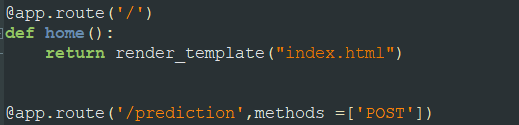 @app.route('/')
def home():
    return render_template("index.html")
@app.route('/prediction',methods =['POST'])